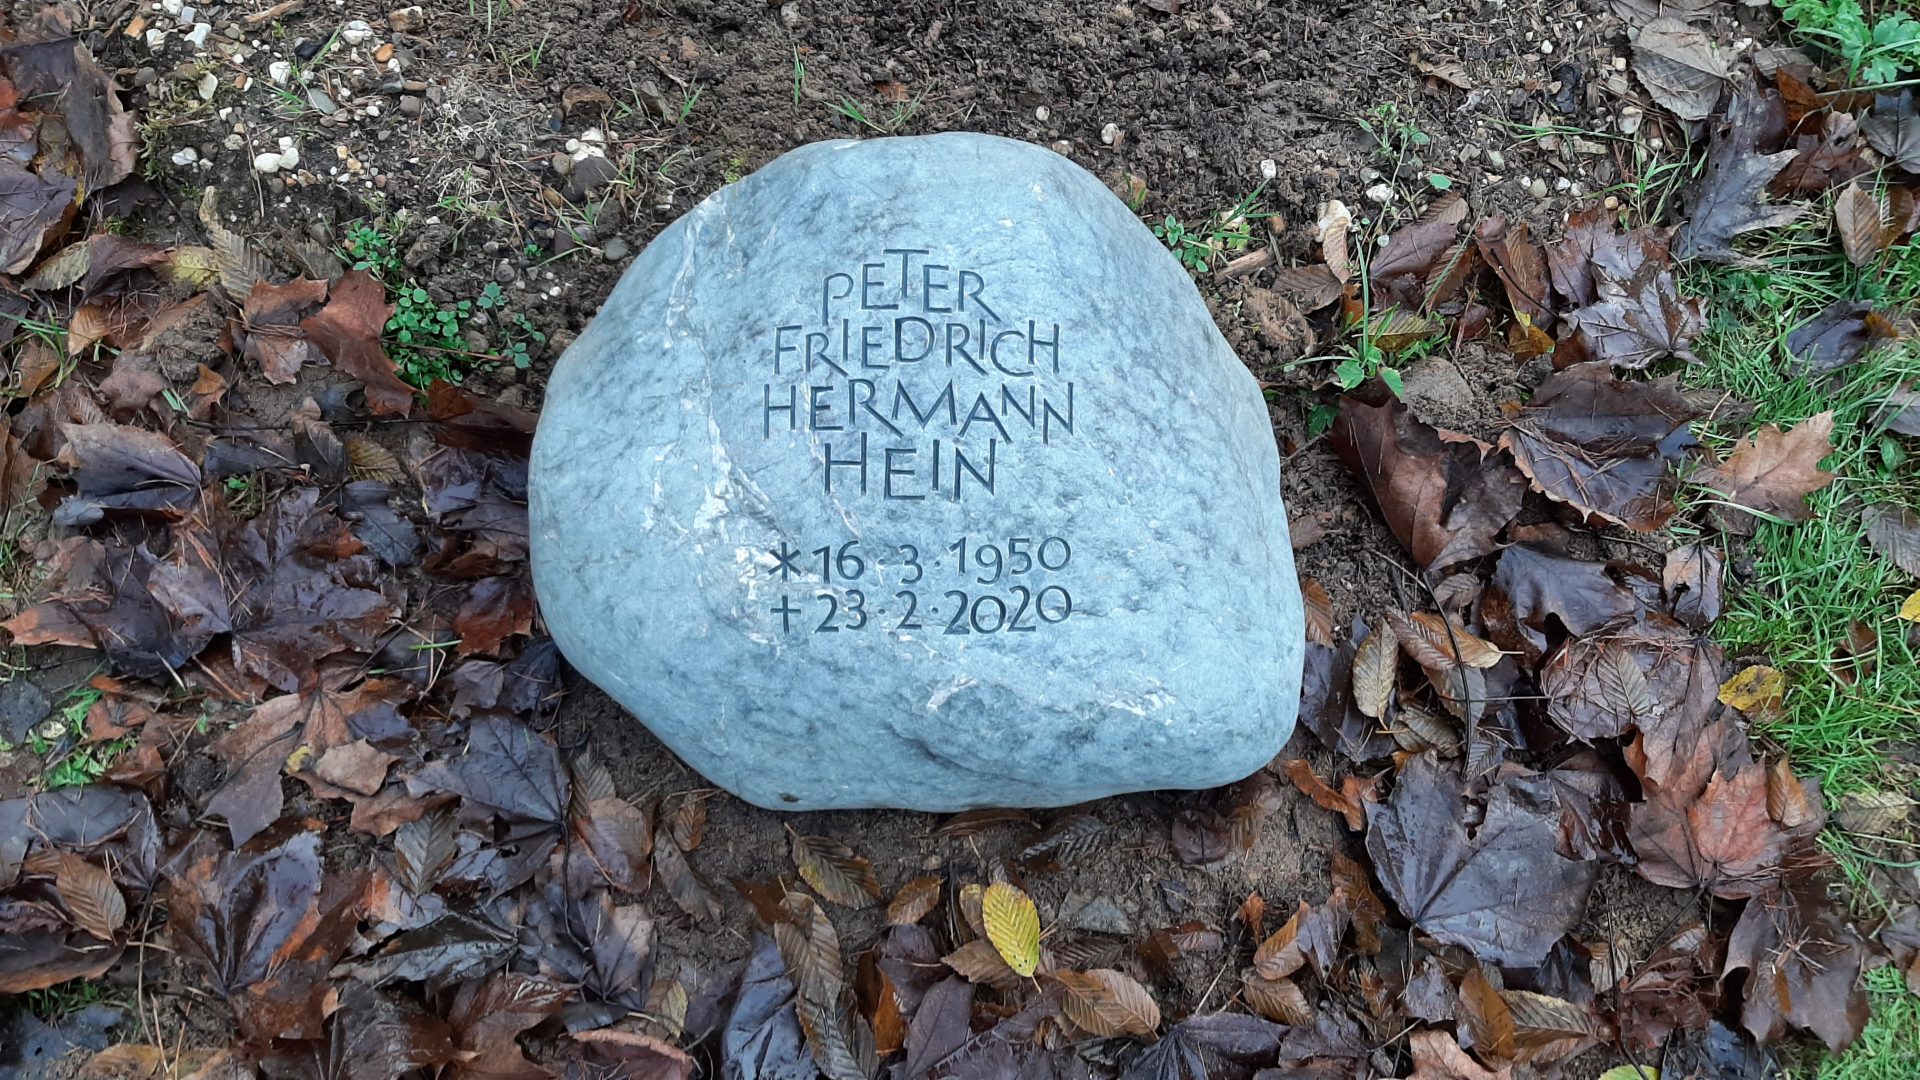 PETER
FRIEDRICH
HERMANN
HEIN
* 16·3·1950
† 23·2·2020